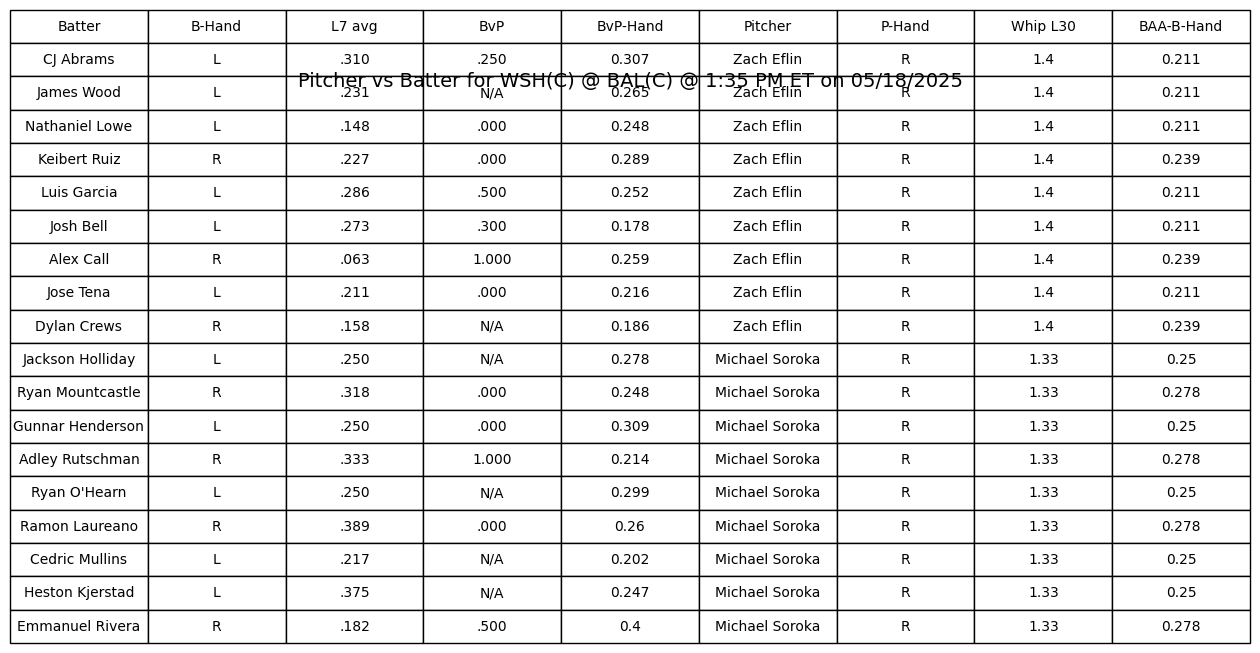 Batter B-Hand L7 avg BvP BvP-Hand Pitcher P-Hand Whip L30 BAA-B-Hand
CJ Abrams L .310 .250 0.307 Zach Eflin R 1.4 0.211
Pitcher vs Batter for WSH(C) @ BAL(C) @ 1:35 PM ET on 05/18/2025
James Wood L .231 N/A 0.265 Zach Eflin R 1.4 0.211
Nathaniel Lowe L .148 .000 0.248 Zach Eflin R 1.4 0.211
Keibert Ruiz R .227 .000 0.289 Zach Eflin R 1.4 0.239
Luis Garcia L .286 .500 0.252 Zach Eflin R 1.4 0.211
Josh Bell L .273 .300 0.178 Zach Eflin R 1.4 0.211
Alex Call R .063 1.000 0.259 Zach Eflin R 1.4 0.239
Jose Tena L .211 .000 0.216 Zach Eflin R 1.4 0.211
Dylan Crews R .158 N/A 0.186 Zach Eflin R 1.4 0.239
Jackson Holliday L .250 N/A 0.278 Michael Soroka R 1.33 0.25
Ryan Mountcastle R .318 .000 0.248 Michael Soroka R 1.33 0.278
Gunnar Henderson L .250 .000 0.309 Michael Soroka R 1.33 0.25
Adley Rutschman R .333 1.000 0.214 Michael Soroka R 1.33 0.278
Ryan O'Hearn L .250 N/A 0.299 Michael Soroka R 1.33 0.25
Ramon Laureano R .389 .000 0.26 Michael Soroka R 1.33 0.278
Cedric Mullins L .217 N/A 0.202 Michael Soroka R 1.33 0.25
Heston Kjerstad L .375 N/A 0.247 Michael Soroka R 1.33 0.25
Emmanuel Rivera R .182 .500 0.4 Michael Soroka R 1.33 0.278